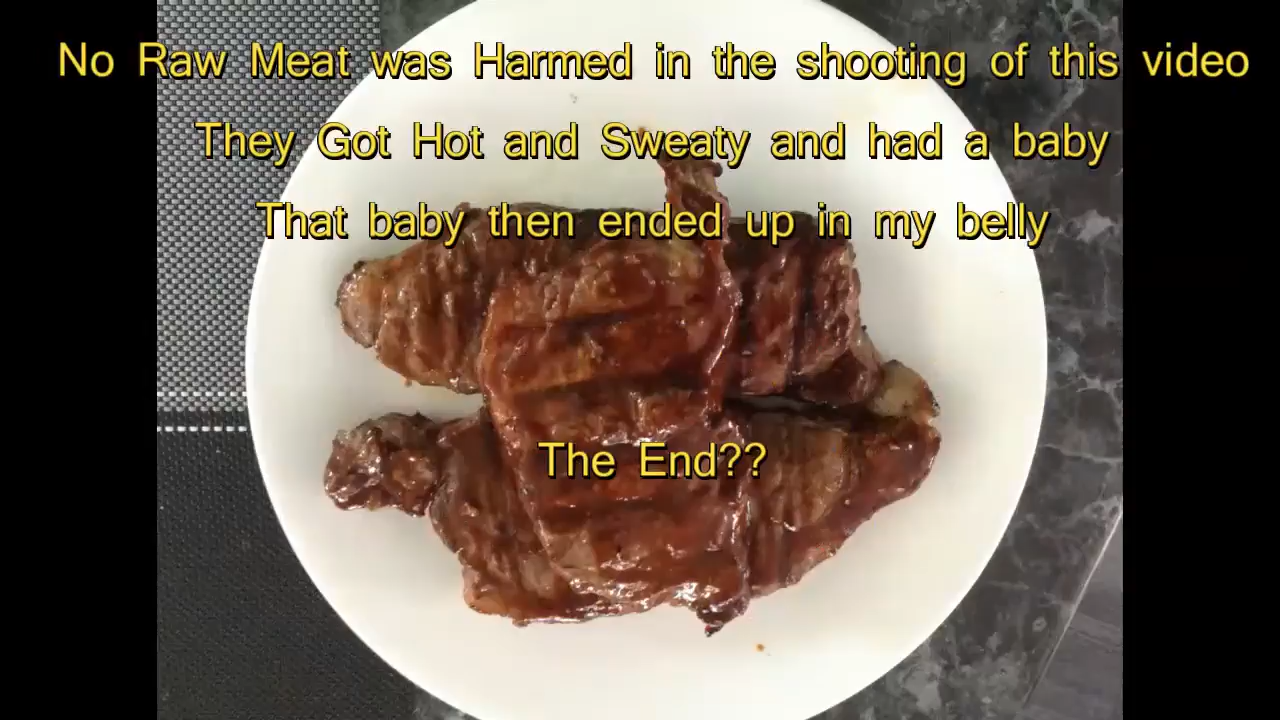 No Raw Meat was Harmed in the shooting of this video
They Got Hot and Sweaty and had a baby
That baby then ended up in my belly
The End??